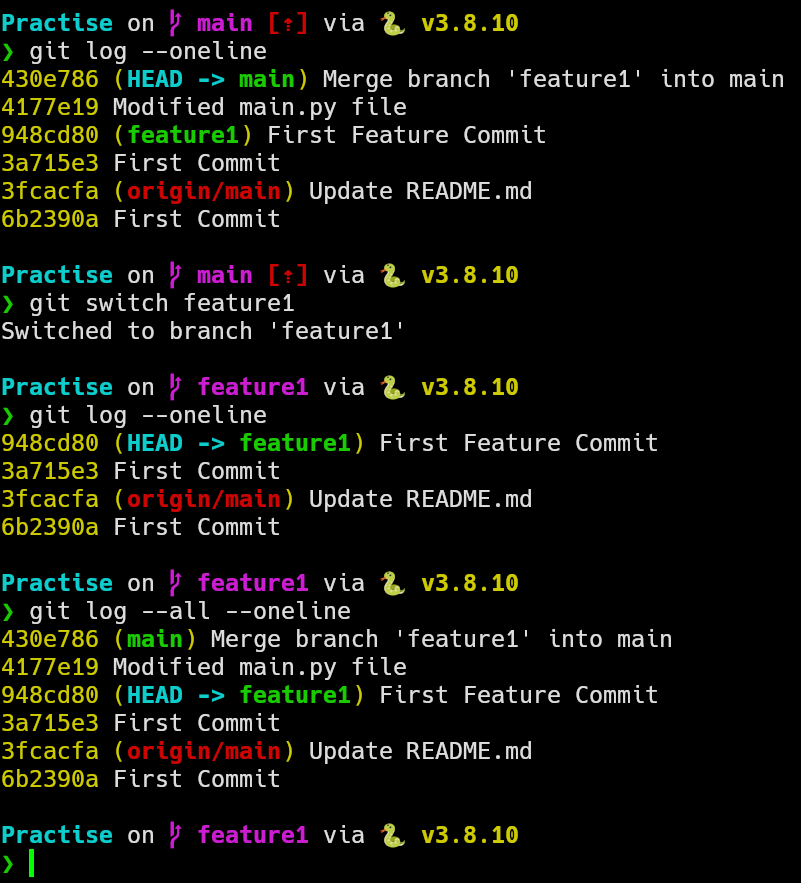 Practise on main [⇡] via 🐍 v3.8.10
❯ git log --oneline
430e786 (HEAD -> main) Merge branch 'feature1' into main
4177e19 Modified main.py file
948cd80 (feature1) First Feature Commit
3a715e3 First Commit
3fcacfa (origin/main) Update README.md
6b2390a First Commit
Practise on main [⇡] via 🐍 v3.8.10
❯ git switch feature1
Switched to branch 'feature1'
Practise on feature1 via 🐍 v3.8.10
❯ git log --oneline
948cd80 (HEAD -> feature1) First Feature Commit
3a715e3 First Commit
3fcacfa (origin/main) Update README.md
6b2390a First Commit
Practise on feature1 via 🐍 v3.8.10
❯ git log --all --oneline
430e786 (main) Merge branch 'feature1' into main
4177e19 Modified main.py file
948cd80 (HEAD -> feature1) First Feature Commit
3a715e3 First Commit
3fcacfa (origin/main) Update README.md
6b2390a First Commit
Practise on feature1 via 🐍 v3.8.10
❯